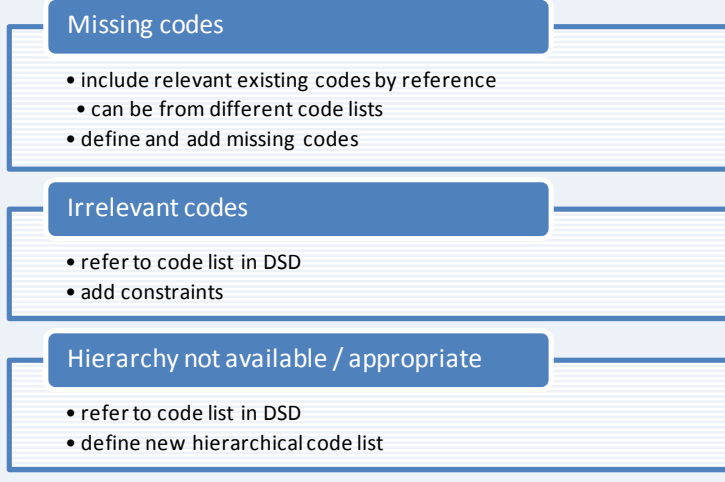 Missing codes
• include relevant existing codes by reference
• can be from different code lists
• define and add missing codes
Irrelevant codes
• refer to code list in DSD
• add constraints
Hierarchy not available / appropriate
• refer to code list in DSD
• define new hierarchical code list